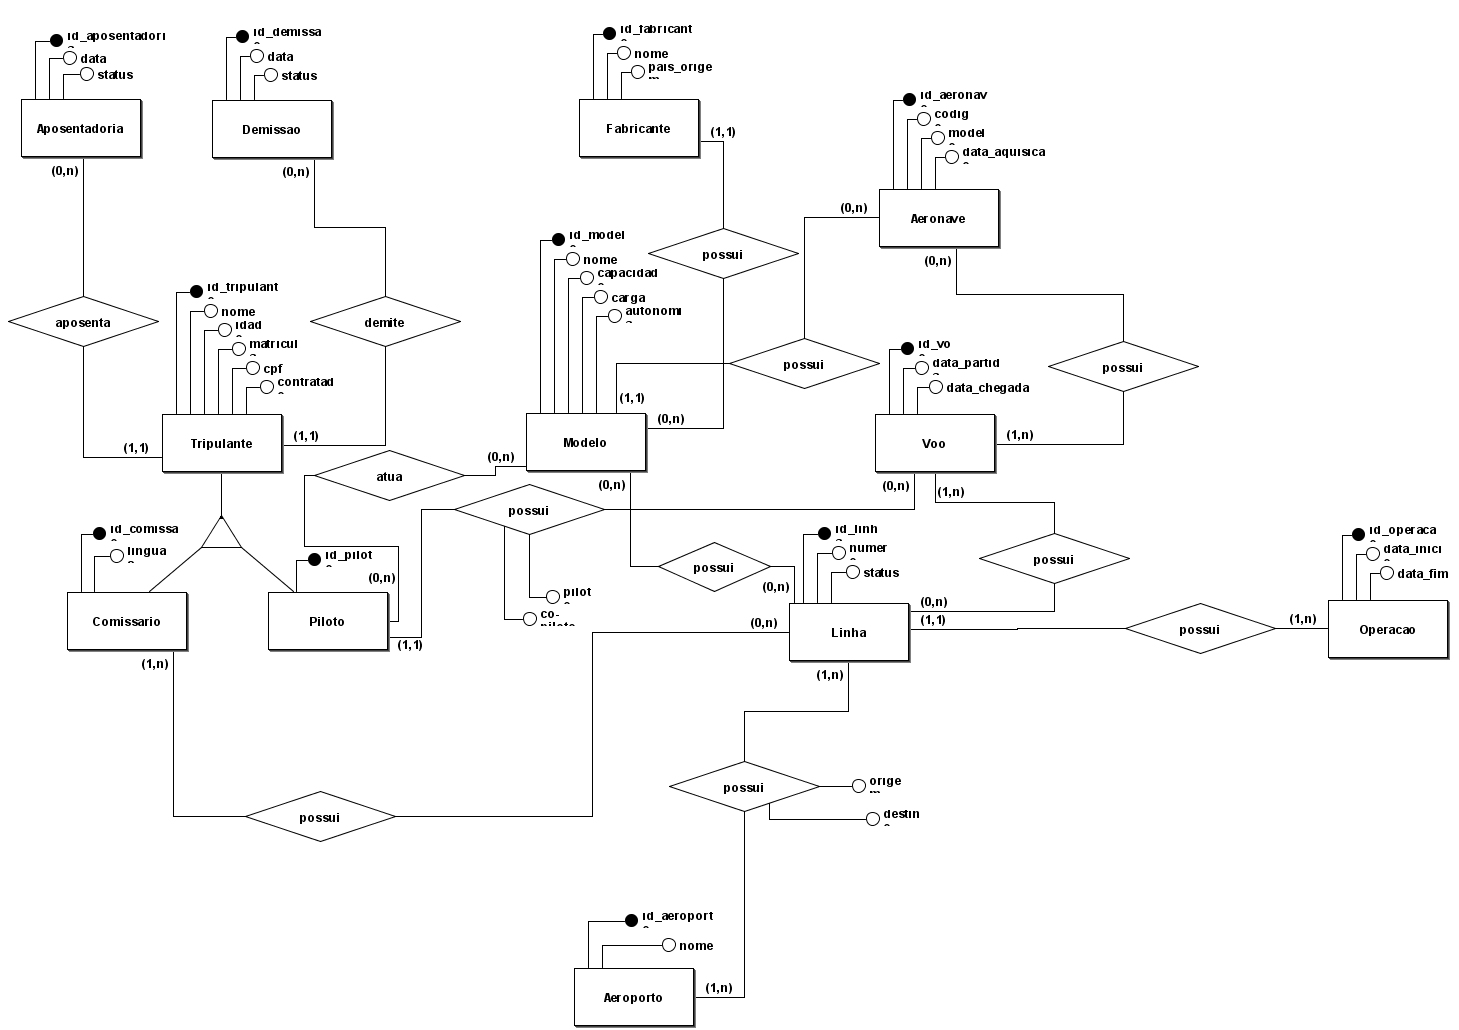 id_aposentadori
data
status
Aposentadoria
(0,n)
id_demissa
data
status
Demissao
(0,n)
id_fabricant
nome
pais_orige
Fabricante
(1,1)
id_aeronav
codig
model
data_aquisica
Aeronave
(0,n)
(0,n)
possui
id_model
nome
capacidad
carga
autonomi
possui
(1,1)
(0,n)
Modelo
(0,n)
(0,n)
aposenta
id_tripulant
nome
idad
matricul
cpf
contratad
demite
Tripulante
(1,1)
(1,1)
id_vo
data_partid
data_chegada
possui
Voo
(1,n)
(0,n)
(1,n)
atua
possui
pilot
co-
id_comissa
lingua
Comissario
(1,n)
id_pilot
(0,n)
Piloto
(1,1)
possui
(0,n)
id_linh
numer
status
Linha
(0,n)
(0,n)
(1,1)
(1,n)
possui
possui
(1,n)
id_operaca
data_inici
data_fim
Operacao
possui
orige
destin
possui
id_aeroport
nome
Aeroporto
(1,n)